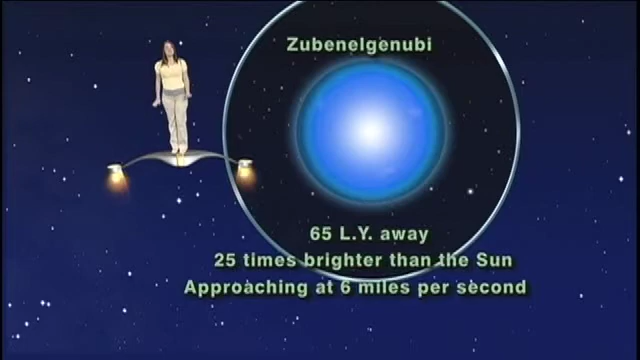 Zubenelgenubi
65 L.Y. away
25 times brighter than the Sun
Approaching at 6 miles per second